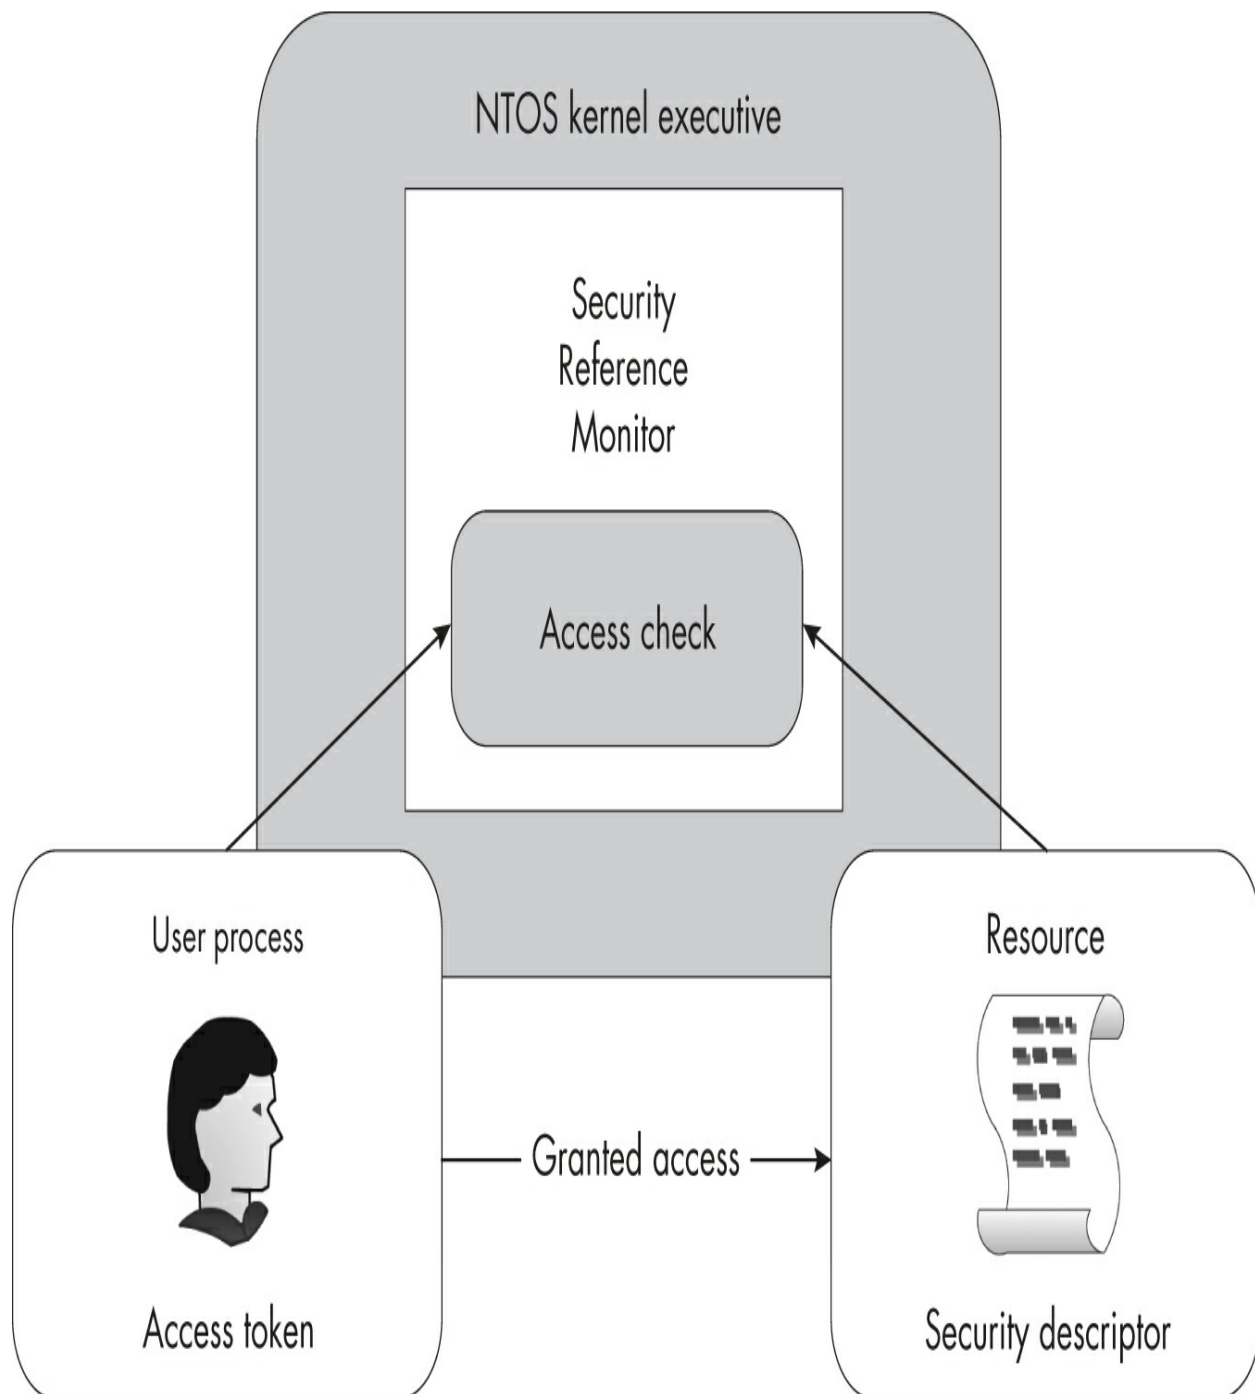 NTOS kernel executive
Security
Reference
Monitor
Access check
User process
Resource
Granted access
Access token
Security descriptor